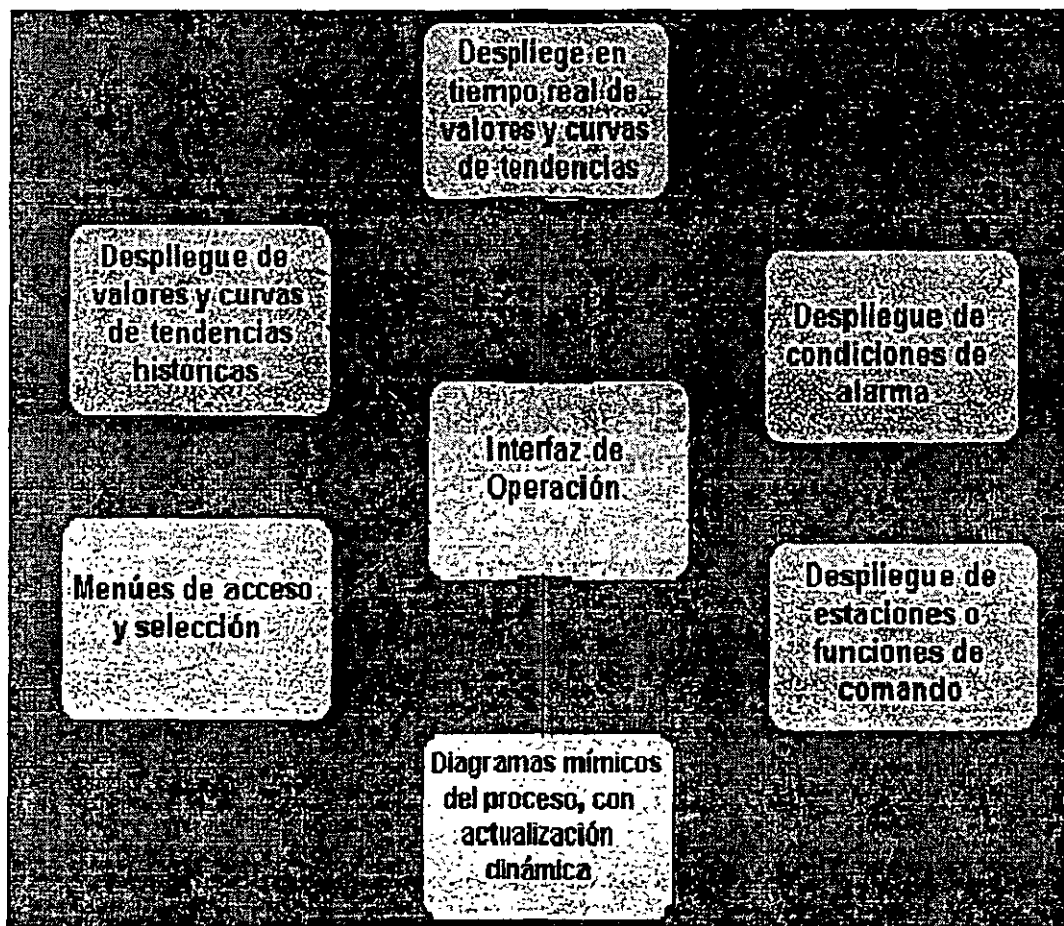 Despliege en
tiempo real de
valores y curvas
de tendencias
Despliegue de
valores y curvas
de tendencias
históricas
Despliegue de
condiciones de
alarma
Interfaz de
Operación
Menúes de acceso
y selección
Despliegue de
estaciones o
funciones de
comando
Diagramas mímicos
del proceso, con
actualización
dinámica